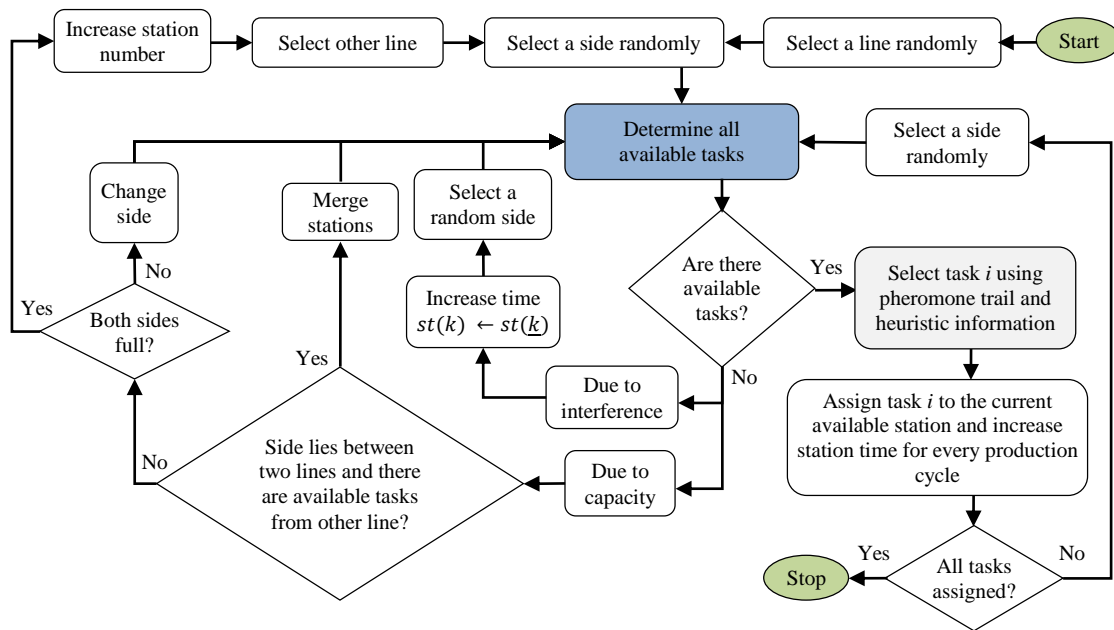 Increase station
number
Select other line
Select a side randomly
Select a line randomly
Start
Determine all
available tasks
Select a side
randomly
Change
side
Merge
stations
Select a
random side
No
Yes
Both sides
full?
Increase time
st(k) ← st(k)
Are there
available
tasks?
Yes
Select task i using
pheromone trail and
heuristic information
Yes
No
Due to
interference
Assign task i to the current
available station and increase
station time for every production
cycle
No
Side lies between
two lines and there
are available tasks
from other line?
Due to
capacity
Stop
Yes
All tasks
assigned?
No